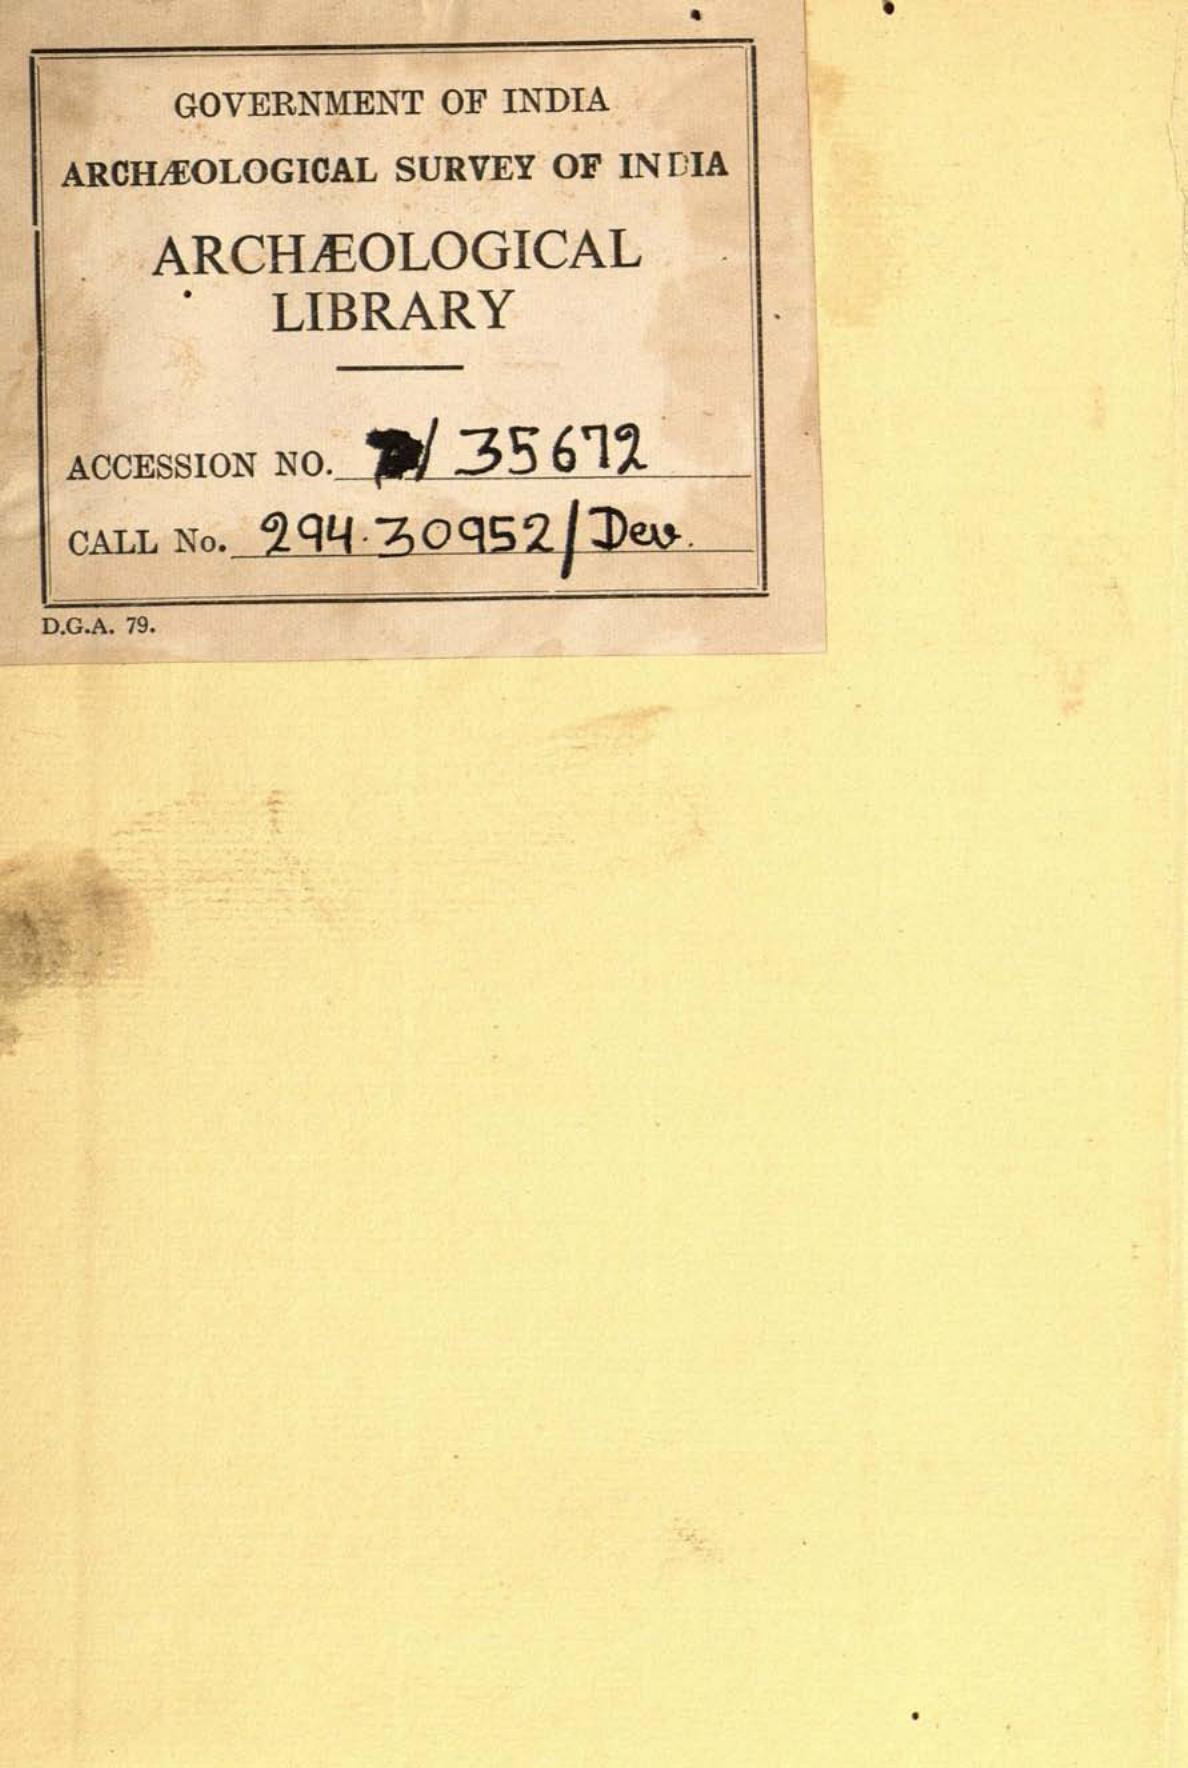 GOVERNMENT OF INDIA
ARCHÆOLOGICAL SURVEY OF INDIA
ARCHÆOLOGICAL
LIBRARY
ACCESSION NO. / 35672
CALL No. 294.30952/Dev.
D.G.A. 79.